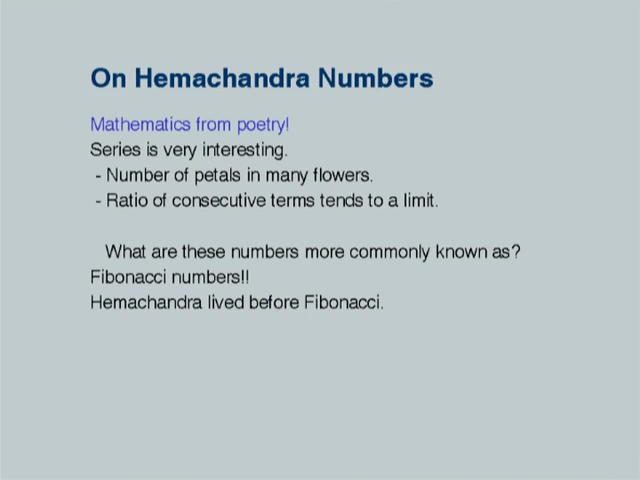 On Hemachandra Numbers
Mathematics from poetry!
Series is very interesting.
- Number of petals in many flowers.
- Ratio of consecutive terms tends to a limit.
What are these numbers more commonly known as?
Fibonacci numbers!!
Hemachandra lived before Fibonacci.